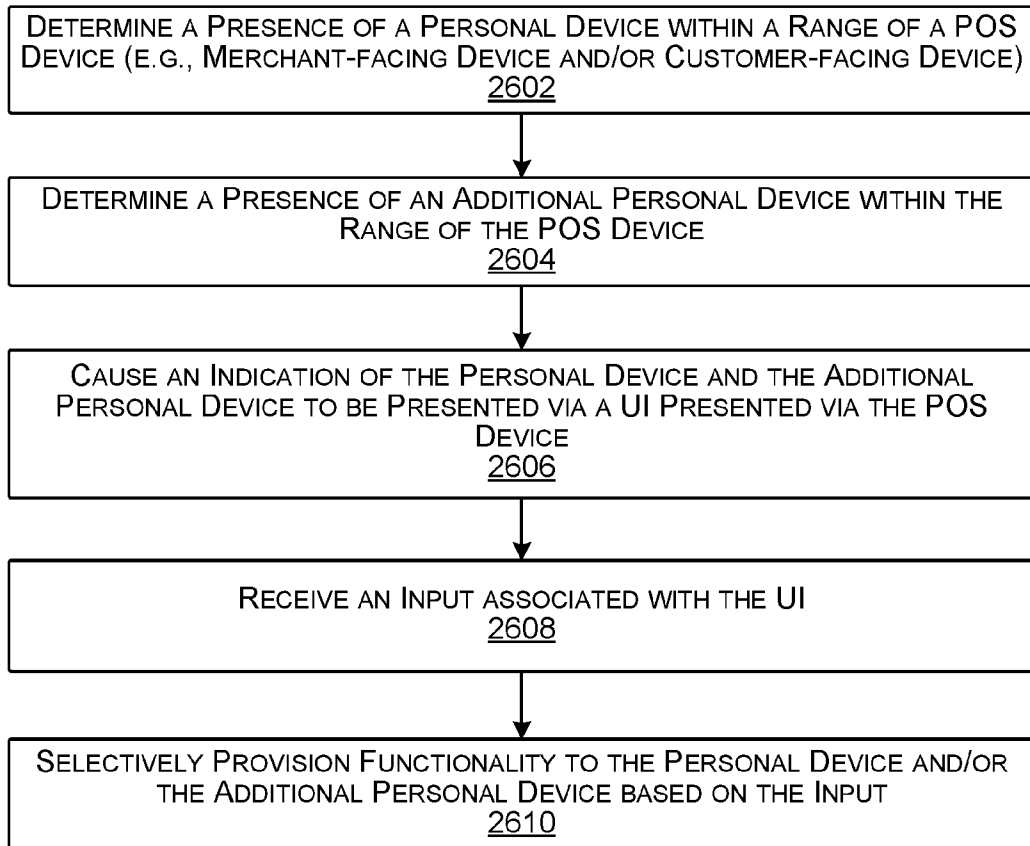 DETERMINE A PRESENCE OF A PERSONAL DEVICE WITHIN A RANGE OF A POS
DEVICE (E.G., MERCHANT-FACING DEVICE AND/OR CUSTOMER-FACING DEVICE)
2602
DETERMINE A PRESENCE OF AN ADDITIONAL PERSONAL DEVICE WITHIN THE
RANGE OF THE POS DEVICE
2604
CAUSE AN INDICATION OF THE PERSONAL DEVICE AND THE ADDITIONAL
PERSONAL DEVICE TO BE PRESENTED VIA A UI PRESENTED VIA THE POS
DEVICE
2606
RECEIVE AN INPUT ASSOCIATED WITH THE UI
2608
SELECTIVELY PROVISION FUNCTIONALITY TO THE PERSONAL DEVICE AND/OR
THE ADDITIONAL PERSONAL DEVICE BASED ON THE INPUT
2610